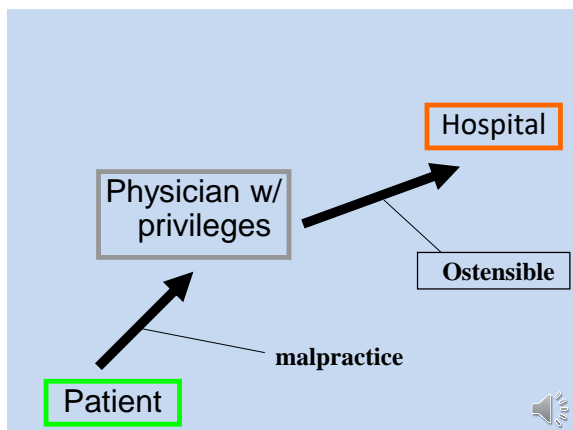 Hospital
Physician w/
privileges
Ostensible
malpractice
Patient